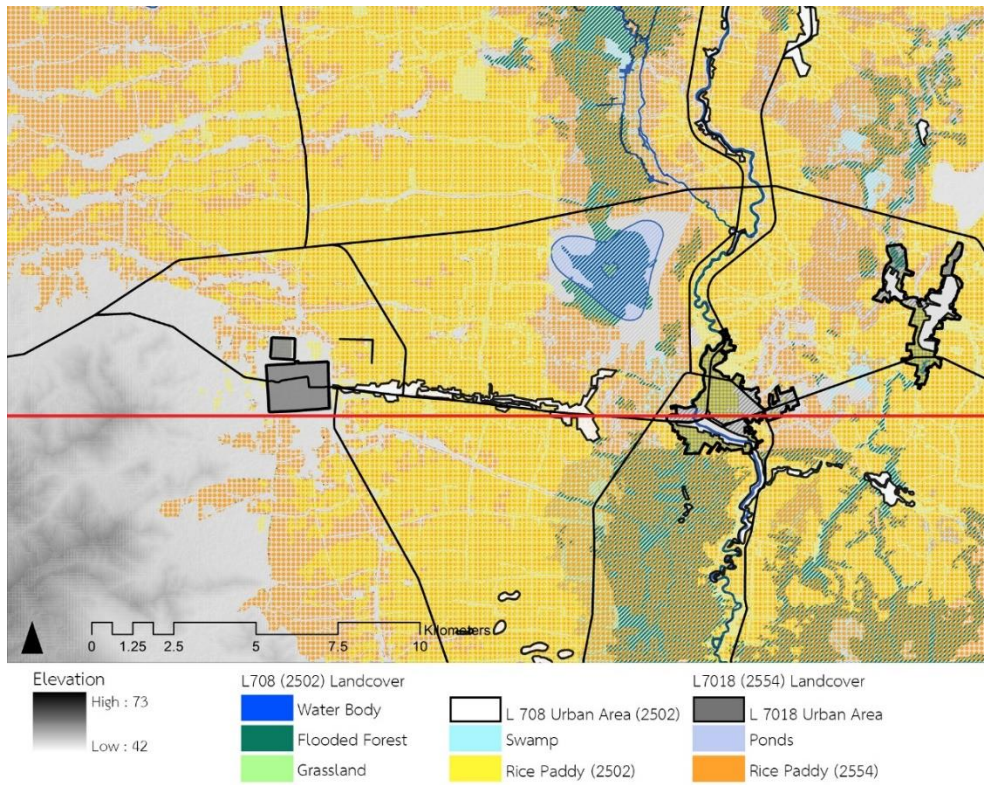 Kilometers
0 1.25 2.5 5 7.5 10
Elevation
High : 73
Low : 42
L708 (2502) Landcover
Water Body
Flooded Forest
Grassland
L 708 Urban Area (2502)
Swamp
Rice Paddy (2502)
L7018 (2554) Landcover
L 7018 Urban Area
Ponds
Rice Paddy (2554)